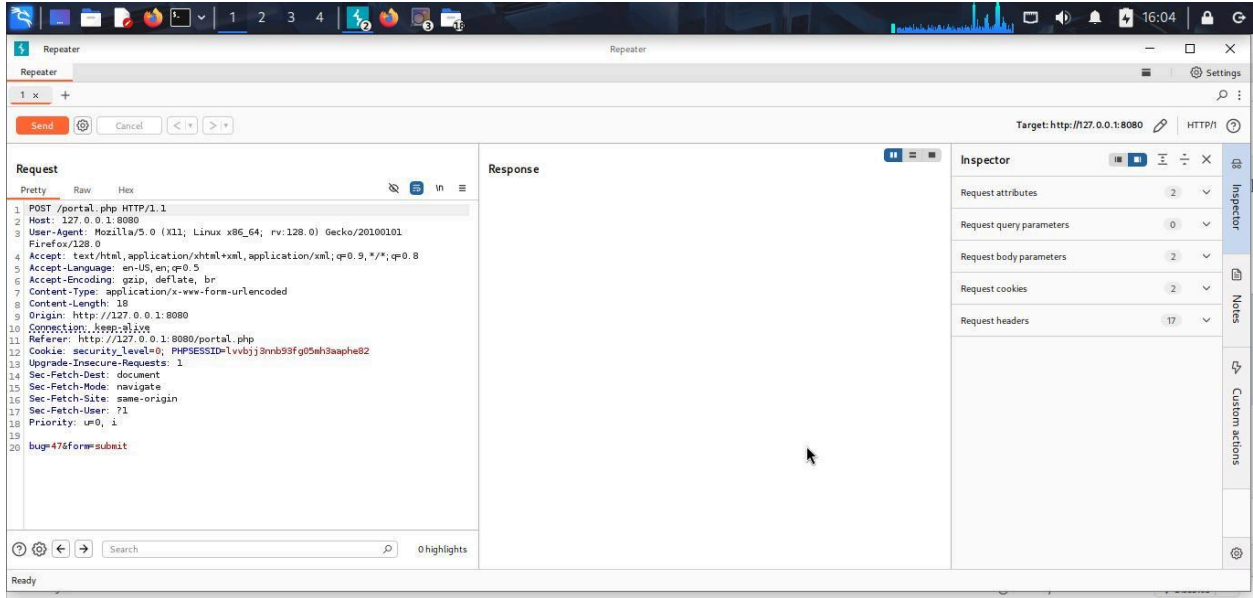 1 2 3 4
2
3
16
16:04
Repeater
Repeater
Repeater
Settings
1 × +
Send
Cancel
Target: http://127.0.0.1:8080
HTTP/1
Request
Pretty Raw Hex
\n
1 POST /portal.php HTTP/1.1
2 Host: 127.0.0.1:8080
3 User-Agent: Mozilla/5.0 (X11; Linux x86_64; rv:128.0) Gecko/20100101
Firefox/128.0
4 Accept: text/html,application/xhtml+xml,application/xml;q=0.9,*/*;q=0.8
5 Accept-Language: en-US,en;q=0.5
6 Accept-Encoding: gzip, deflate, br
7 Content-Type: application/x-www-form-urlencoded
8 Content-Length: 18
9 Origin: http://127.0.0.1:8080
10 Connection: keep-alive
11 Referer: http://127.0.0.1:8080/portal.php
12 Cookie: security_level=0; PHPSESSID=lvvbjj3nnb93fg05mh3aaphe82
13 Upgrade-Insecure-Requests: 1
14 Sec-Fetch-Dest: document
15 Sec-Fetch-Mode: navigate
16 Sec-Fetch-Site: same-origin
17 Sec-Fetch-User: ?1
18 Priority: u=0, i
19
20 bug=47&form=submit
Search
0 highlights
Ready
Response
Inspector
Request attributes 2
Request query parameters 0
Request body parameters 2
Request cookies 2
Request headers 17
Inspector
Notes
Custom actions